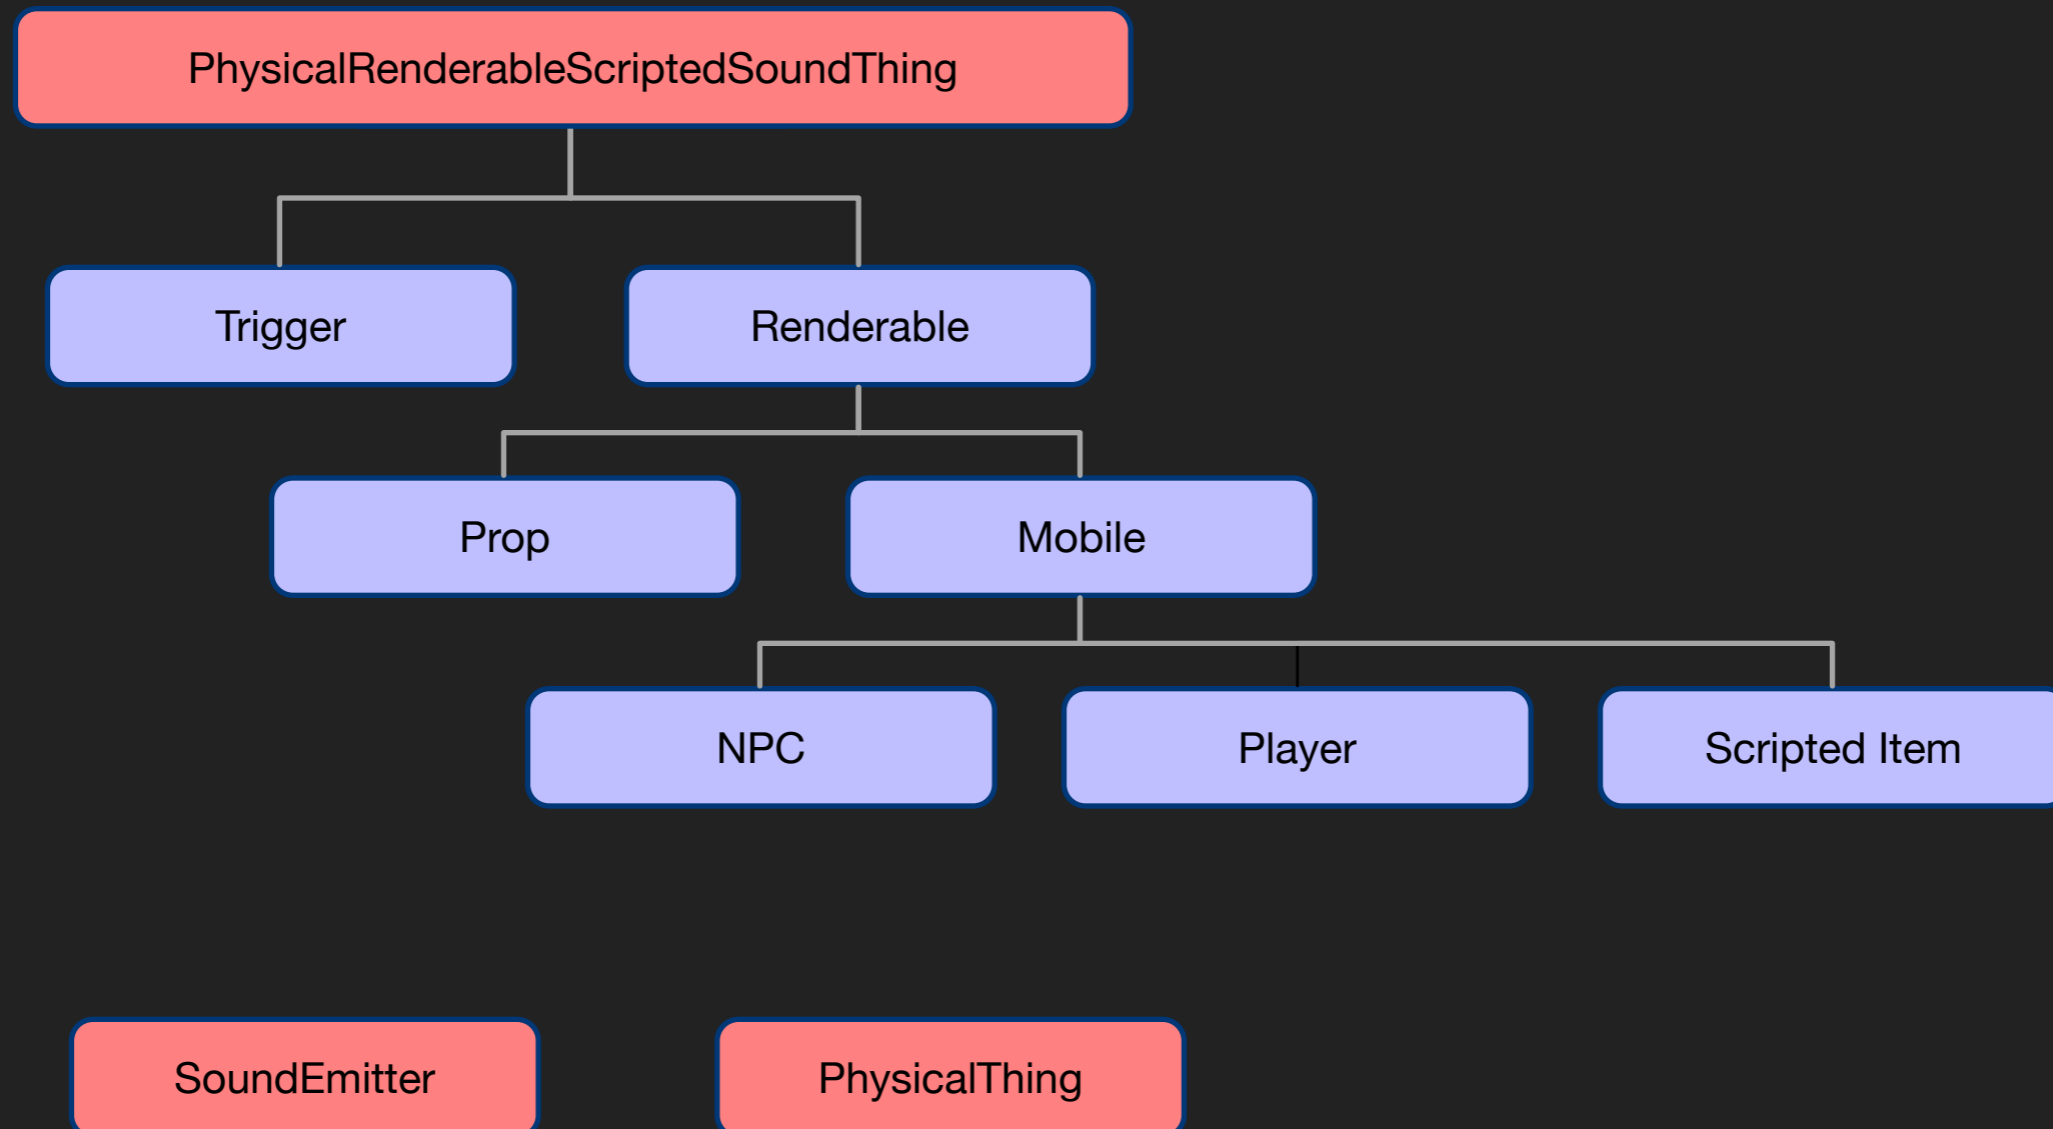 PhysicalRenderableScriptedSoundThing
Trigger
Renderable
Prop
Mobile
NPC
Player
Scripted Item
SoundEmitter
PhysicalThing